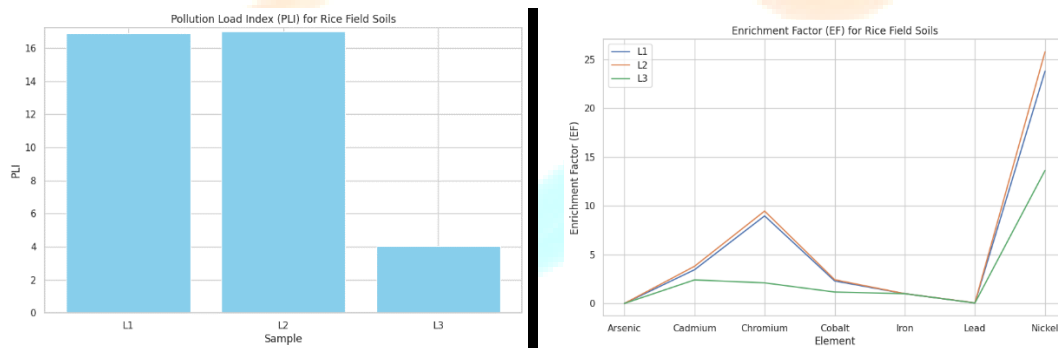 Pollution Load Index (PLI) for Rice Field Soils
16
14
12
10
8
6
4
2
0
PLI
L1
L2
L3
Sample
Enrichment Factor (EF) for Rice Field Soils
L1
L2
L3
25
20
15
10
5
0
Enrichment Factor (EF)
Arsenic
Cadmium
Chromium
Cobalt
Iron
Lead
Nickel
Element